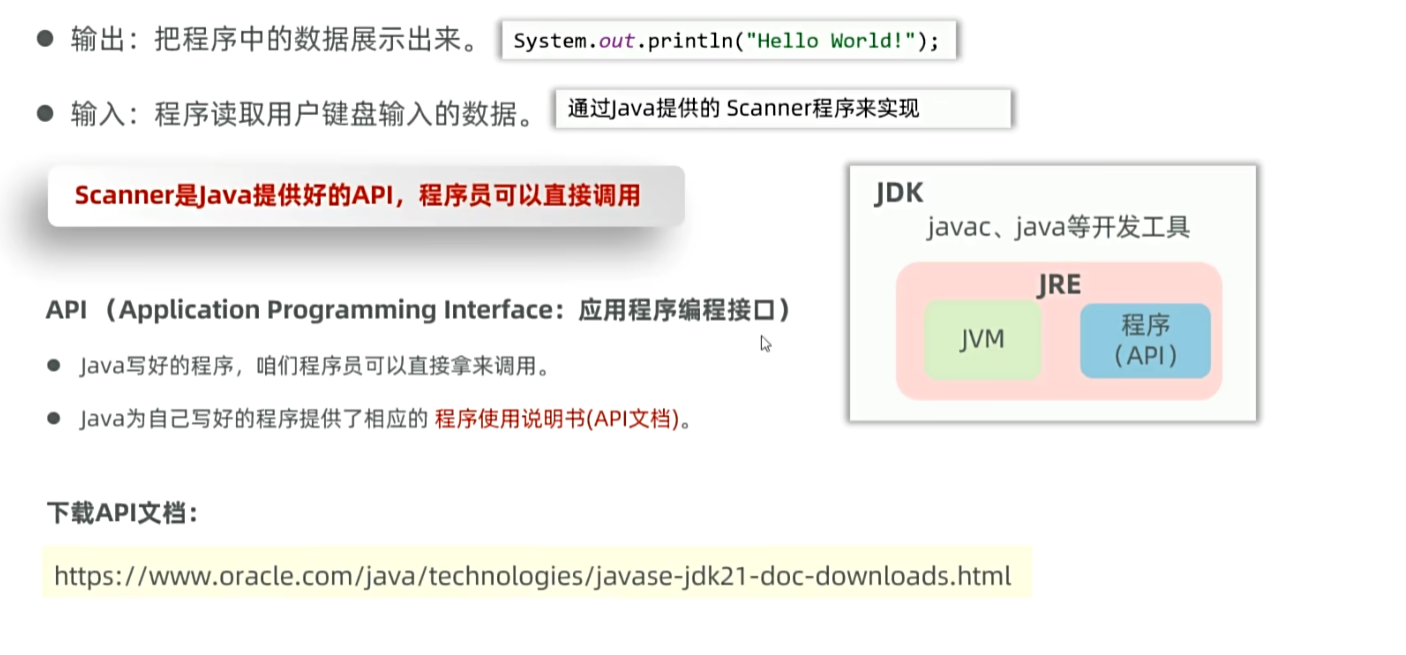 ● 输出：把程序中的数据展示出来。 System.out.println("Hello World!");
● 输入：程序读取用户键盘输入的数据。 通过Java提供的 Scanner程序来实现
Scanner是Java提供好的API，程序员可以直接调用
JDK
javac、java等开发工具
JRE
JVM
程序
（API）
API （Application Programming Interface：应用程序编程接口）
● Java写好的程序，咱们程序员可以直接拿来调用。
● Java为自己写好的程序提供了相应的 程序使用说明书(API文档)。
下载API文档：
https://www.oracle.com/java/technologies/javase-jdk21-doc-downloads.html